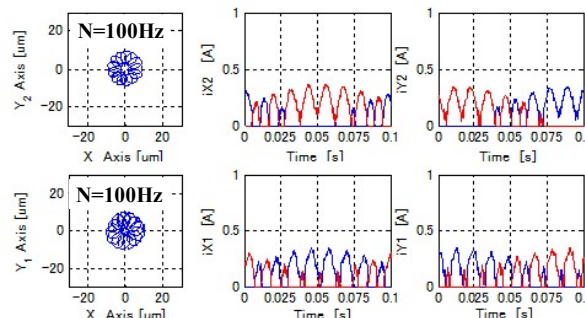 N=100Hz
Y2 Axis [um]
20
0
−20
−20 0 20
X Axis [um]
iX2 [A]
1
0.5
0
0 0.025 0.05 0.075 0.1
Time [s]
iY2 [A]
1
0.5
0
0 0.025 0.05 0.075 0.1
Time [s]
N=100Hz
Y1 Axis [um]
20
0
−20
−20 0 20
X Axis [um]
iX1 [A]
1
0.5
0
0 0.025 0.05 0.075 0.1
Time [s]
iY1 [A]
1
0.5
0
0 0.025 0.05 0.075 0.1
Time [s]